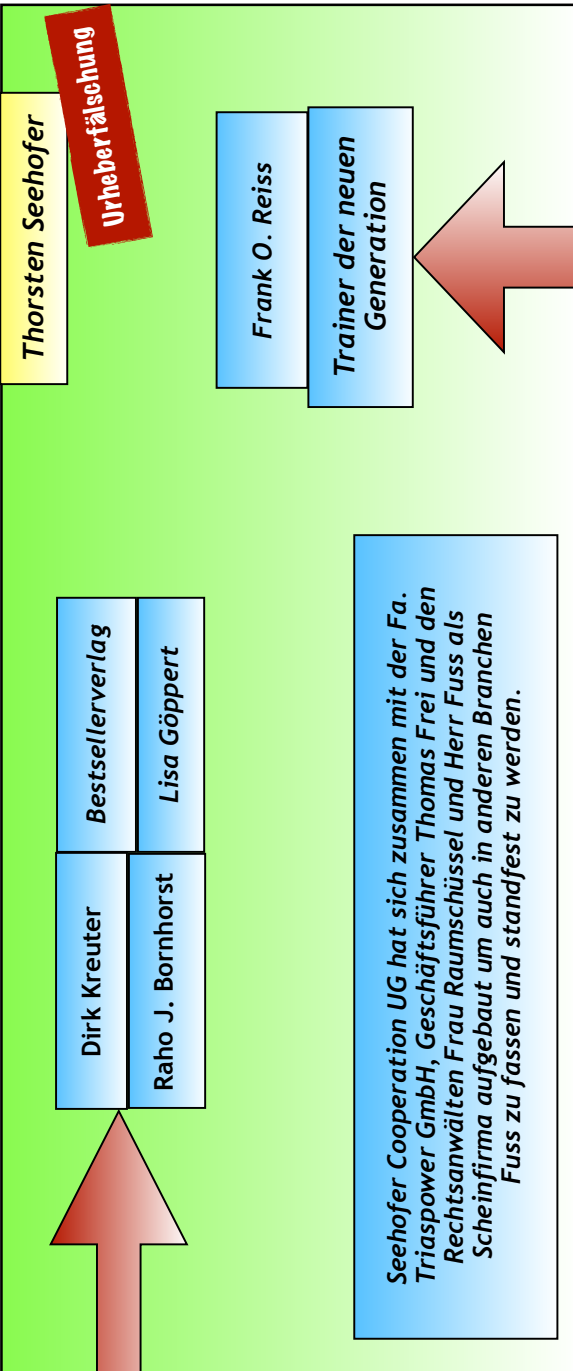 Thorsten Seehofer
Urheberfälschung
Dirk Kreuter
Bestsellerverlag
Raho J. Bornhorst
Lisa Göppert
Frank O. Reiss
Trainer der neuen
Generation
Seehofer Cooperation UG hat sich zusammen mit der Fa.
Triaspower GmbH, Geschäftsführer Thomas Frei und den
Rechtsanwälten Frau Raumschüssel und Herr Fuss als
Scheinfirma aufgebaut um auch in anderen Branchen
Fuss zu fassen und standfest zu werden.